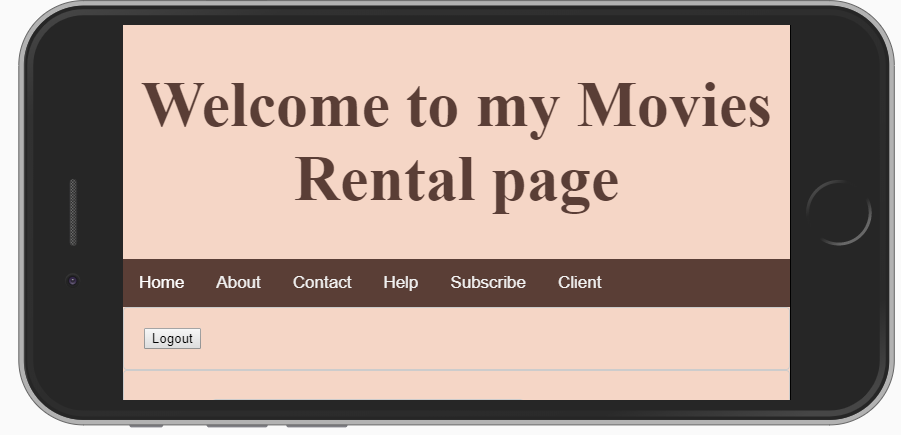 Welcome to my Movies
Rental page
Home About Contact Help Subscribe Client
Logout